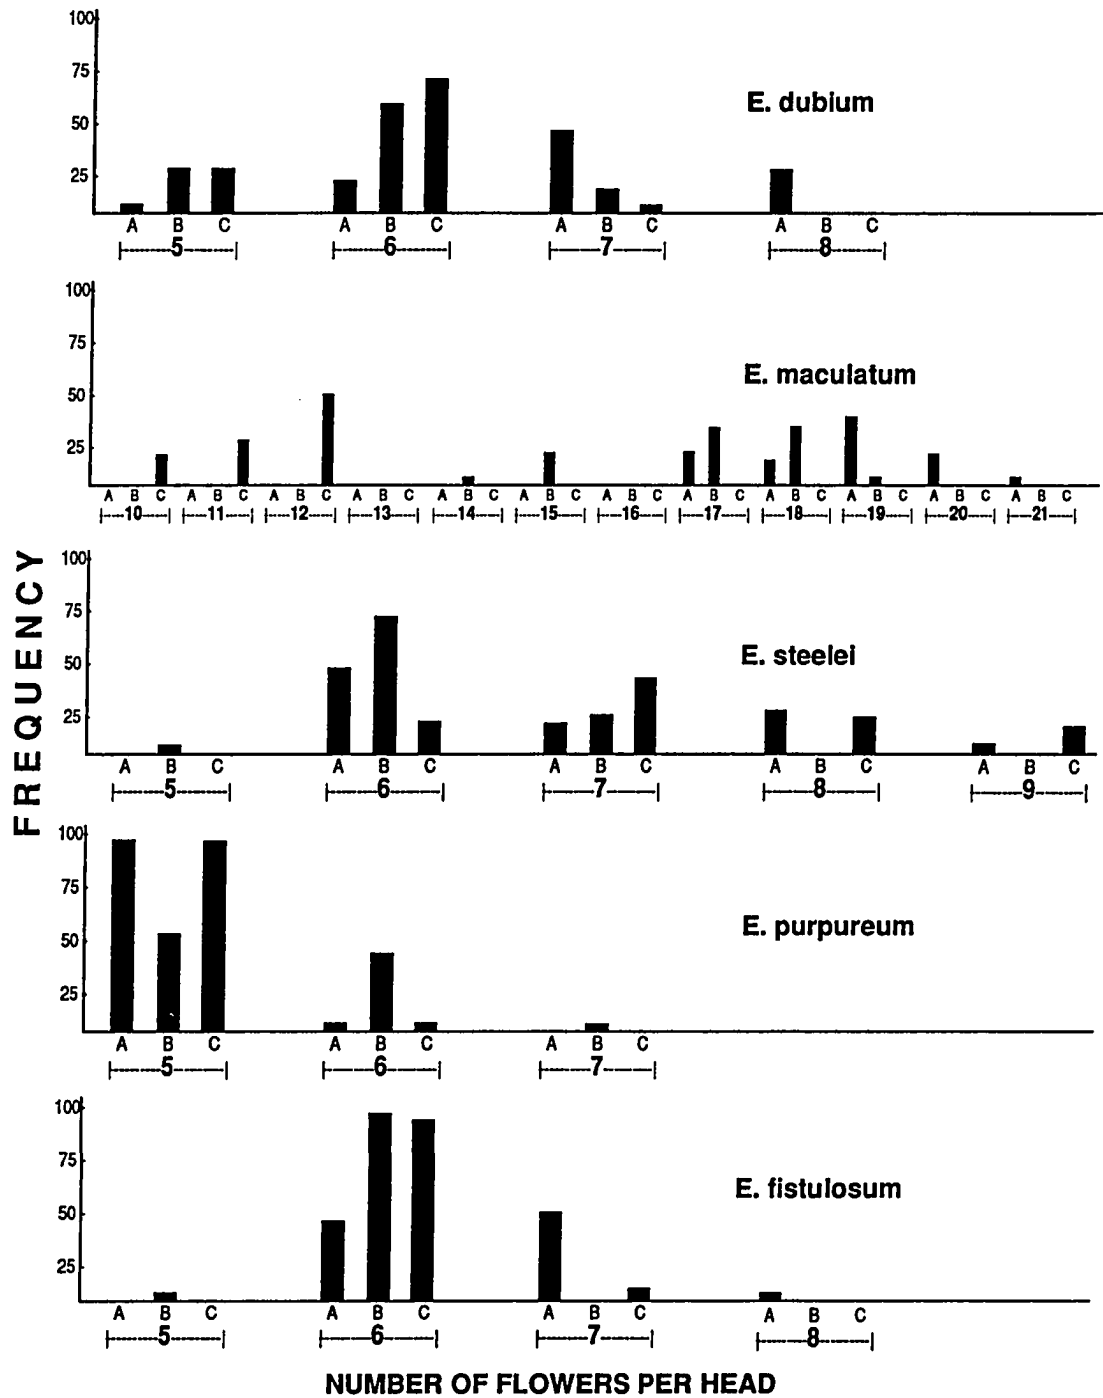 100
75
E. dubium
50
25
A B C A B C A B C A B C
|-----5-----| |-----6-----| |-----7-----| |-----8-----|
100
75
E. maculatum
50
25
A B C A B C A B C A B C A B C A B C A B C A B C A B C A B C A B C A B C
|---10---| |---11---| |---12---| |---13---| |---14---| |---15---| |---16---| |---17---| |---18---| |---19---| |---20---| |---21---|
FREQUENCY
100
75
E. steelei
50
25
A B C A B C A B C A B C A B C
|-----5-----| |-----6-----| |-----7-----| |-----8-----| |-----9-----|
100
75
E. purpureum
50
25
A B C A B C A B C
|-----5-----| |-----6-----| |-----7-----|
100
75
E. fistulosum
50
25
A B C A B C A B C A B C
|-----5-----| |-----6-----| |-----7-----| |-----8-----|
NUMBER OF FLOWERS PER HEAD